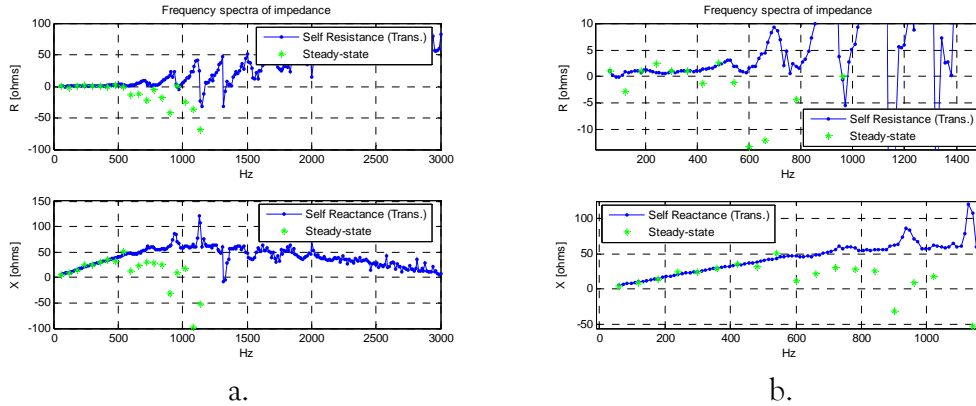 Frequency spectra of impedance
100
50
0
-50
-100
R [ohms]
Self Resistance (Trans.)
Steady-state
0 500 1000 1500 2000 2500 3000
Hz
150
100
50
0
-50
-100
X [ohms]
Self Reactance (Trans.)
Steady-state
0 500 1000 1500 2000 2500 3000
Hz
a.
Frequency spectra of impedance
10
5
0
-5
-10
R [ohms]
Self Resistance (Trans.)
Steady-state
200 400 600 800 1000 1200 1400
Hz
100
50
0
-50
X [ohms]
Self Reactance (Trans.)
Steady-state
0 200 400 600 800 1000
Hz
b.